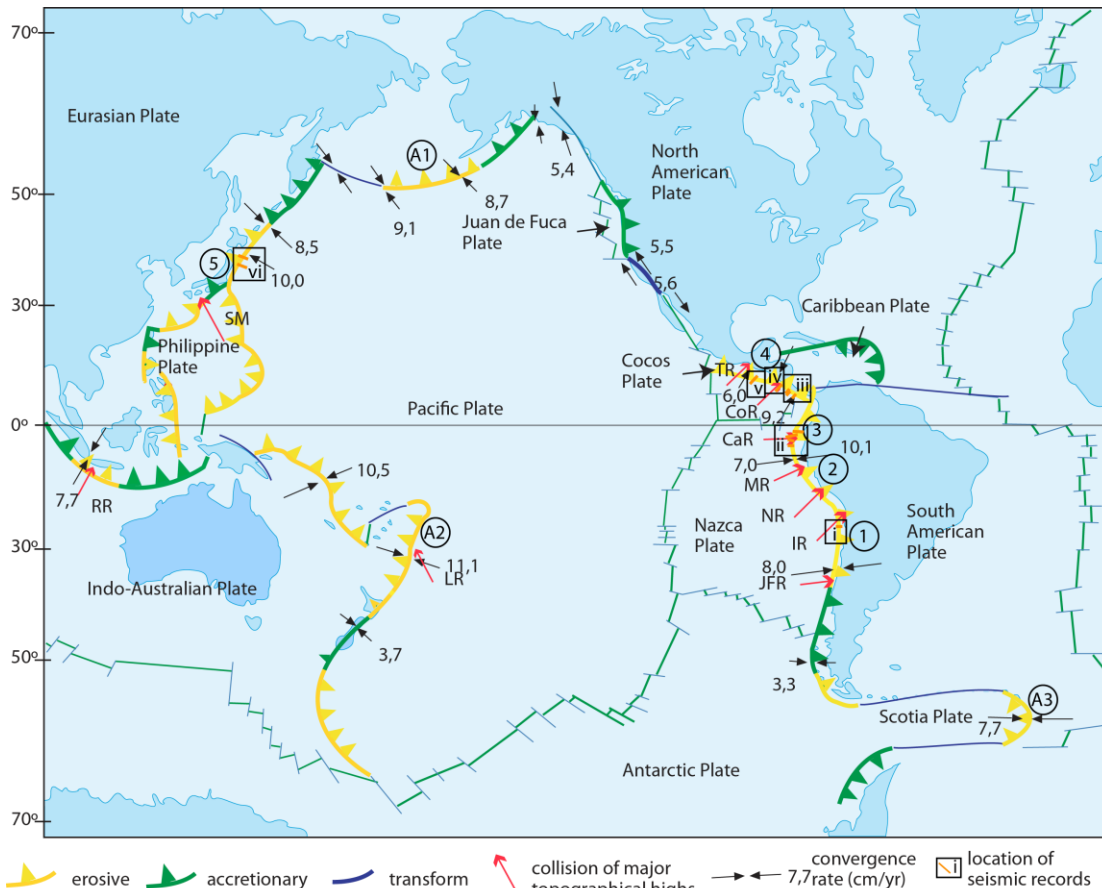 70º
Eurasian Plate
A1
North
American
Plate
5,4
50º
8,7
9,1
Juan de Fuca
Plate
8,5
5
vi
10,0
5,5
5,6
30º
SM
Caribbean Plate
Philippine
Plate
4
Cocos
Plate
TR
iv
iii
v
6,0
CoR
9,2
Pacific Plate
0º
3
CaR
ii
10,1
7,0
MR
2
10,5
7,7
RR
NR
South
American
Plate
Nazca
Plate
A2
IR
i
1
30º
11,1
LR
8,0
JFR
Indo-Australian Plate
50º
3,7
3,3
Scotia Plate
A3
7,7
Antarctic Plate
70º
erosive
accretionary
transform
collision of major
topographical highs
7,7
convergence
rate (cm/yr)
i
location of
seismic records